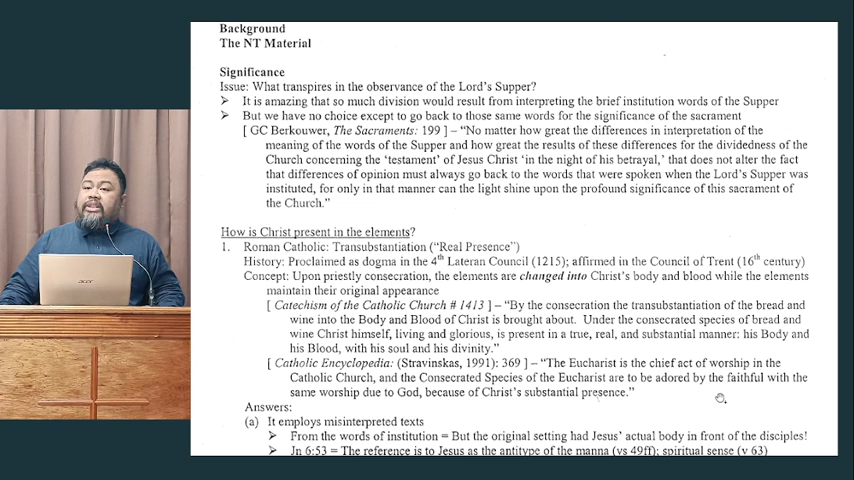 Background
The NT Material
Significance
Issue: What transpires in the observance of the Lord's Supper?
➢ It is amazing that so much division would result from interpreting the brief institution words of the Supper
➢ But we have no choice except to go back to those same words for the significance of the sacrament
[ GC Berkouwer, The Sacraments: 199 ] – "No matter how great the differences in interpretation of the
meaning of the words of the Supper and how great the results of these differences for the dividedness of the
Church concerning the 'testament' of Jesus Christ 'in the night of his betrayal,' that does not alter the fact
that differences of opinion must always go back to the words that were spoken when the Lord's Supper was
instituted, for only in that manner can the light shine upon the profound significance of this sacrament of
the Church."
How is Christ present in the elements?
1. Roman Catholic: Transubstantiation ("Real Presence")
History: Proclaimed as dogma in the 4th Lateran Council (1215); affirmed in the Council of Trent (16th century)
Concept: Upon priestly consecration, the elements are changed into Christ's body and blood while the elements
maintain their original appearance
[ Catechism of the Catholic Church # 1413 ] – "By the consecration the transubstantiation of the bread and
wine into the Body and Blood of Christ is brought about. Under the consecrated species of bread and
wine Christ himself, living and glorious, is present in a true, real, and substantial manner: his Body and
his Blood, with his soul and his divinity."
[ Catholic Encyclopedia: (Stravinskas, 1991): 369 ] – "The Eucharist is the chief act of worship in the
Catholic Church, and the Consecrated Species of the Eucharist are to be adored by the faithful with the
same worship due to God, because of Christ's substantial presence."
Answers:
(a) It employs misinterpreted texts
➢ From the words of institution = But the original setting had Jesus' actual body in front of the disciples!
➢ Jn 6:53 = The reference is to Jesus as the antitype of the manna (vs 49ff); spiritual sense (v 63)
acer